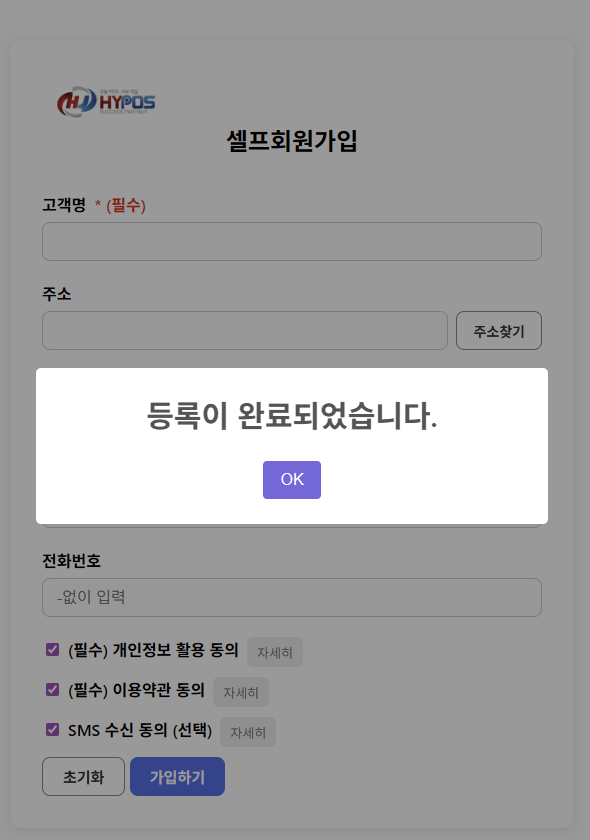 HYPOS
셀프회원가입
고객명 * (필수)
주소
주소찾기
등록이 완료되었습니다.
OK
전화번호
-없이 입력
(필수) 개인정보 활용 동의 자세히
(필수) 이용약관 동의 자세히
SMS 수신 동의 (선택) 자세히
초기화 가입하기